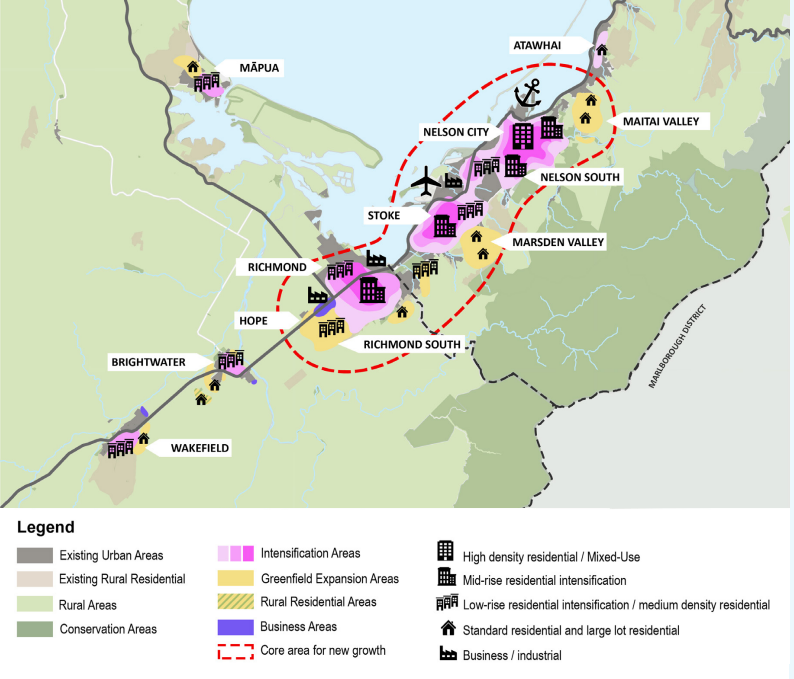 ATAWHAI
MĀPUA
MAITAI VALLEY
NELSON CITY
NELSON SOUTH
STOKE
MARSDEN VALLEY
RICHMOND
HOPE
RICHMOND SOUTH
BRIGHTWATER
MARLBOROUGH DISTRICT
WAKEFIELD
Legend
Existing Urban Areas
Existing Rural Residential
Rural Areas
Conservation Areas
Intensification Areas
Greenfield Expansion Areas
Rural Residential Areas
Business Areas
Core area for new growth
High density residential / Mixed-Use
Mid-rise residential intensification
Low-rise residential intensification / medium density residential
Standard residential and large lot residential
Business / industrial